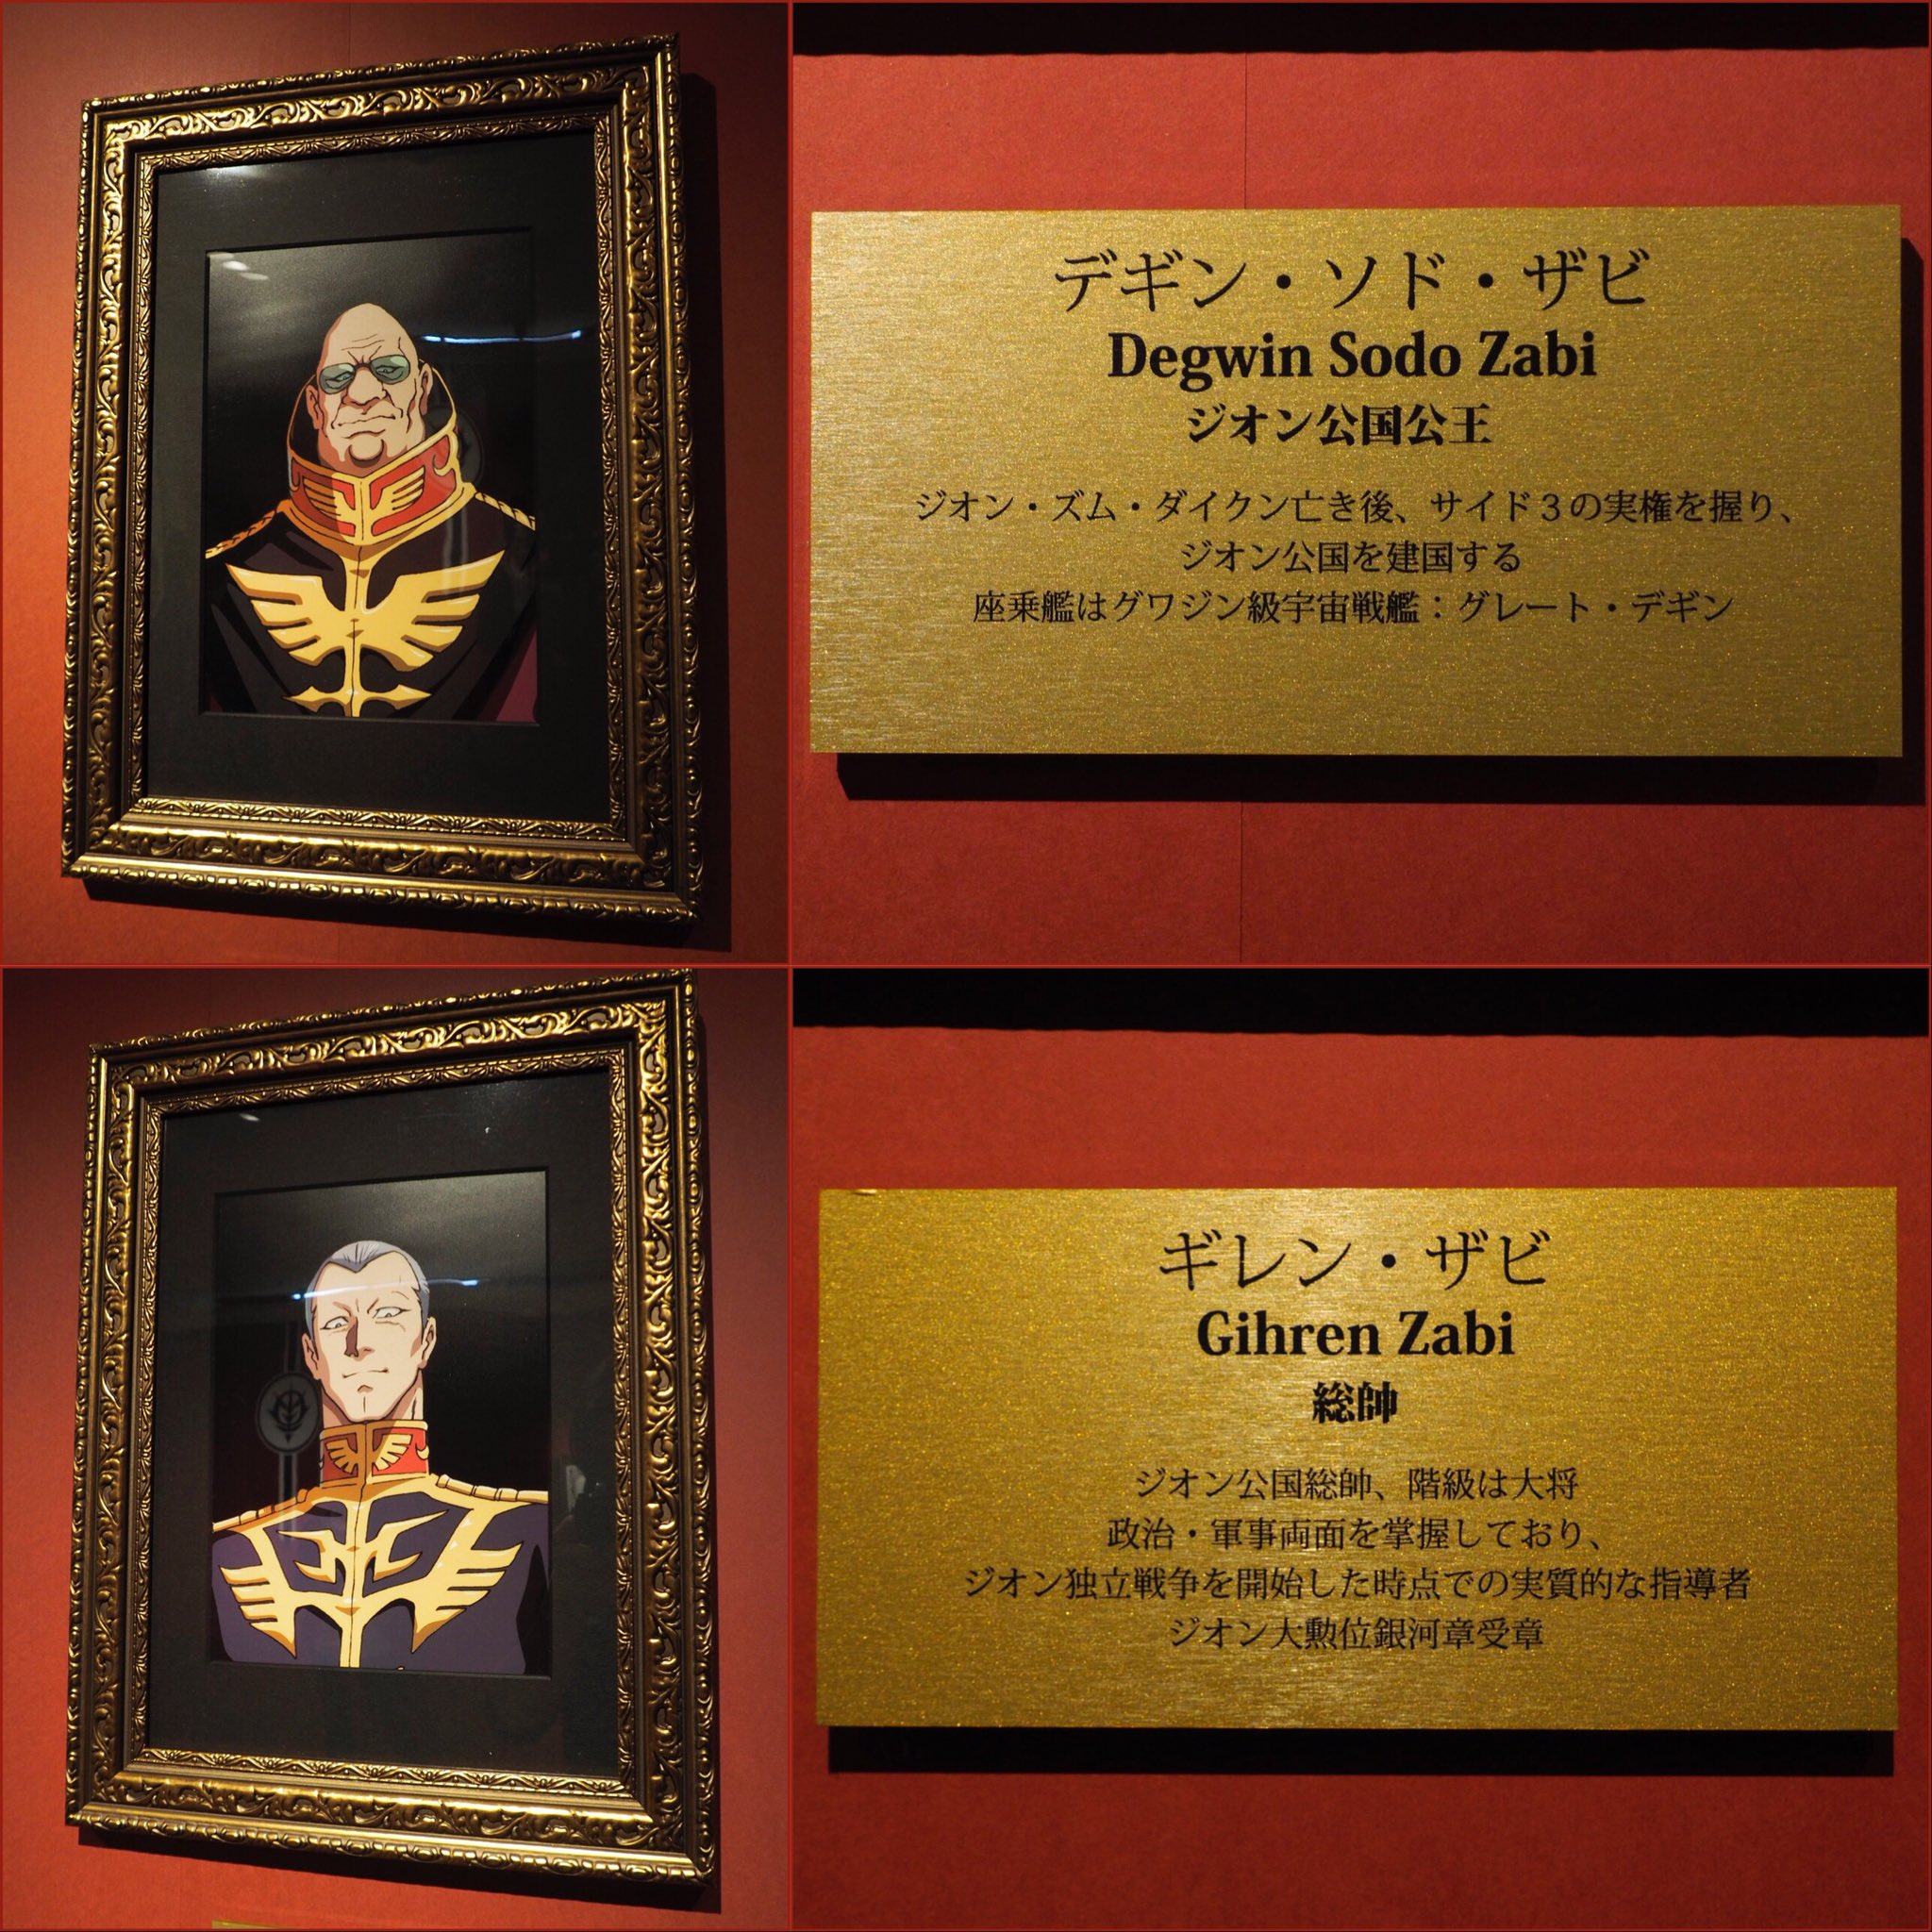 デギン・ソド・ザビ
Degwin Sodo Zabi
ジオン公国公王
ジオン・ズム・ダイクン亡き後、サイド３の実権を握り、
ジオン公国を建国する
座乗艦はグワジン級宇宙戦艦：グレート・デギン
ギレン・ザビ
Gihren Zabi
総帥
ジオン公国総帥、階級は大将
政治・軍事両面を掌握しており、
ジオン独立戦争を開始した時点での実質的な指導者
ジオン大勲位銀河章受章